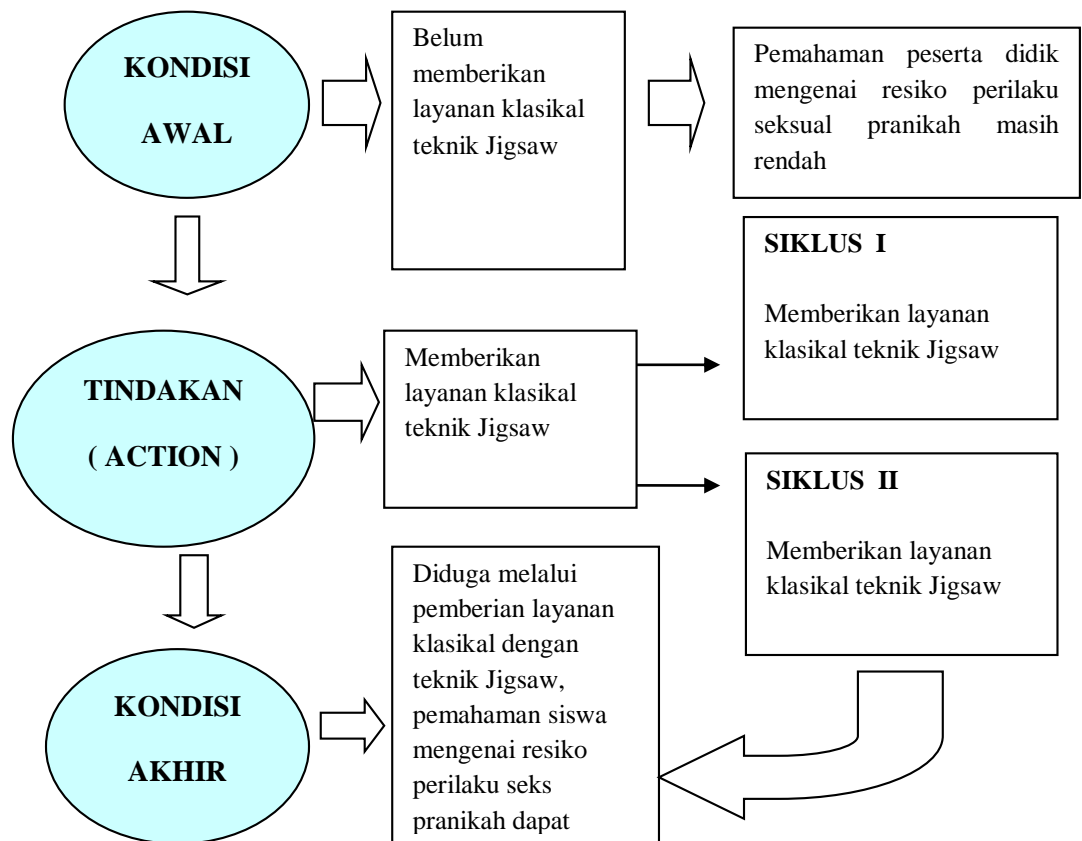 KONDISI
AWAL
Belum
memberikan
layanan klasikal
teknik Jigsaw
Pemahaman peserta didik
mengenai resiko perilaku
seksual pranikah masih
rendah
TINDAKAN
( ACTION )
Memberikan
layanan klasikal
teknik Jigsaw
SIKLUS I
Memberikan layanan
klasikal teknik Jigsaw
SIKLUS II
Memberikan layanan
klasikal teknik Jigsaw
KONDISI
AKHIR
Diduga melalui
pemberian layanan
klasikal dengan
teknik Jigsaw,
pemahaman siswa
mengenai resiko
perilaku seks
pranikah dapat